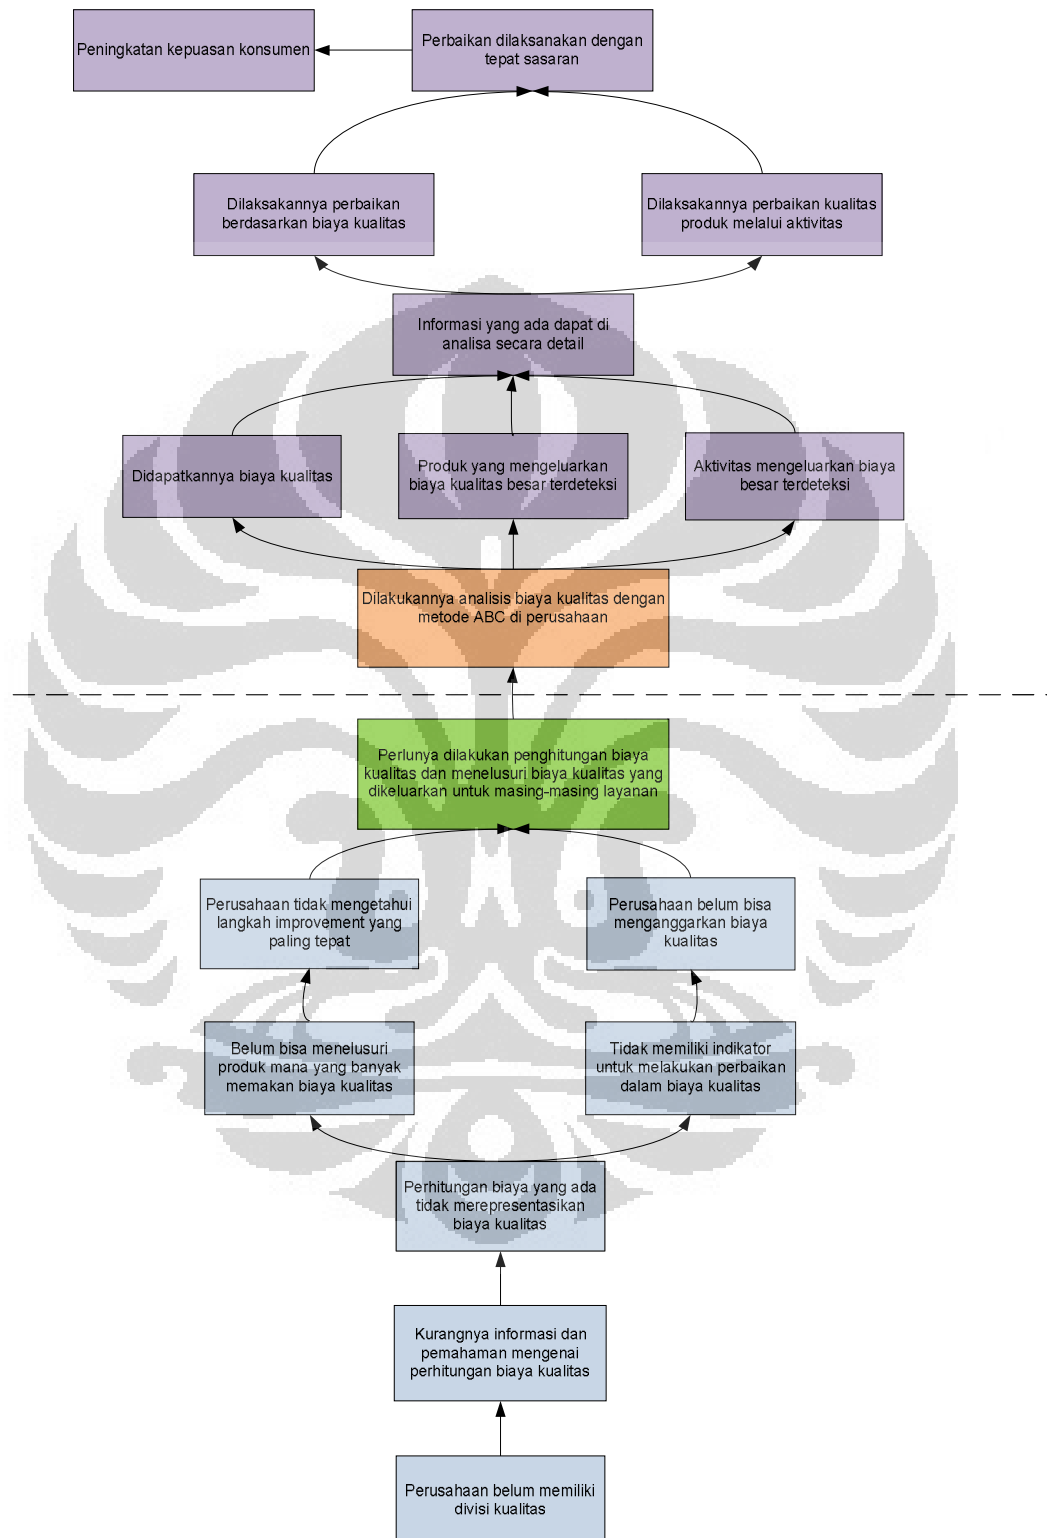 Peningkatan kepuasan konsumen
Perbaikan dilaksanakan dengan
tepat sasaran
Dilaksakannya perbaikan
berdasarkan biaya kualitas
Dilaksakannya perbaikan kualitas
produk melalui aktivitas
Informasi yang ada dapat di
analisa secara detail
Didapatkannya biaya kualitas
Produk yang mengeluarkan
biaya kualitas besar terdeteksi
Aktivitas mengeluarkan biaya
besar terdeteksi
Dilakukannya analisis biaya kualitas dengan
metode ABC di perusahaan
Perlunya dilakukan penghitungan biaya
kualitas dan menelusuri biaya kualitas yang
dikeluarkan untuk masing-masing layanan
Perusahaan tidak mengetahui
langkah improvement yang
paling tepat
Perusahaan belum bisa
menganggarkan biaya
kualitas
Belum bisa menelusuri
produk mana yang banyak
memakan biaya kualitas
Tidak memiliki indikator
untuk melakukan perbaikan
dalam biaya kualitas
Perhitungan biaya yang ada
tidak merepresentasikan
biaya kualitas
Kurangnya informasi dan
pemahaman mengenai
perhitungan biaya kualitas
Perusahaan belum memiliki
divisi kualitas